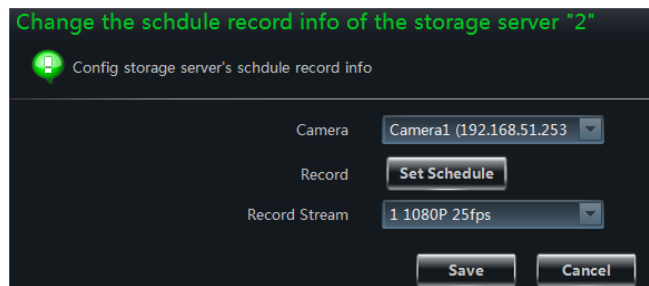 Change the schdule record info of the storage server "2"
Config storage server's schdule record info
Camera Camera1 (192.168.51.253
Record Set Schedule
Record Stream 1 1080P 25fps
Save Cancel